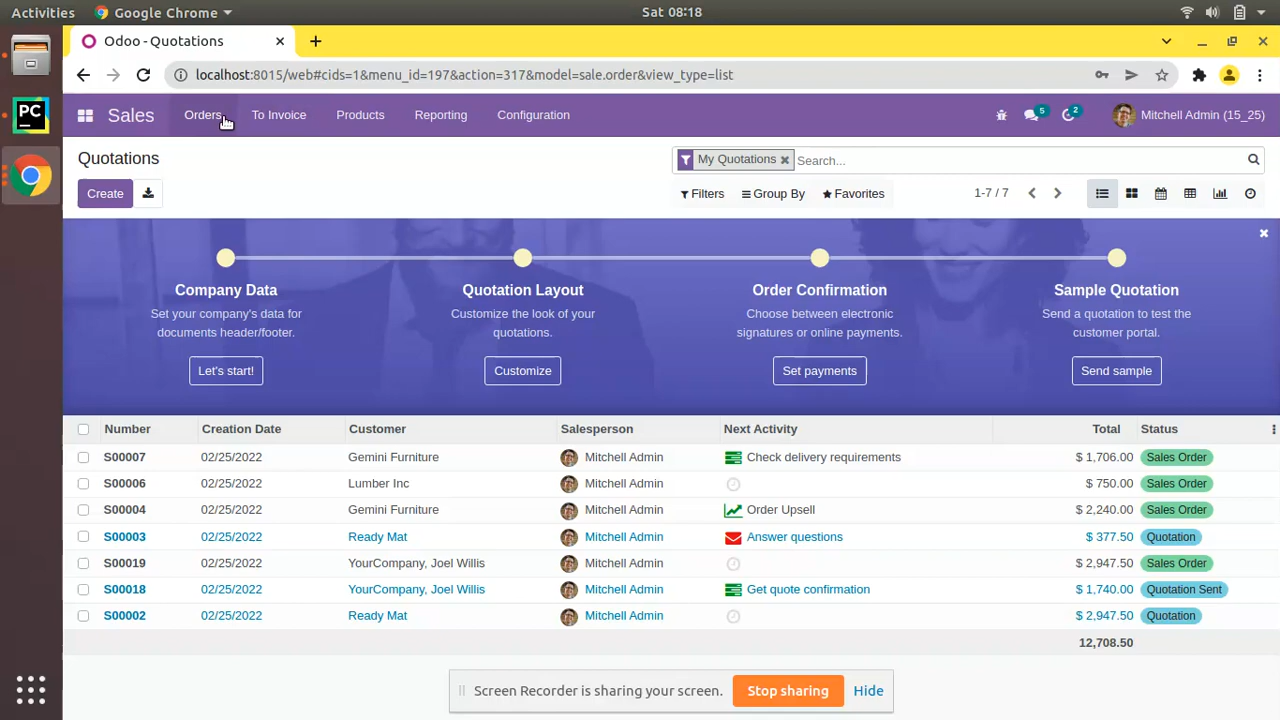 Activities Google Chrome Sat 08:18
Odoo - Quotations
localhost:8015/web#cids=1&menu_id=197&action=317&model=sale.order&view_type=list
PC
Sales Orders To Invoice Products Reporting Configuration 5 2 Mitchell Admin (15_25)
Quotations My Quotations Search...
Create Filters Group By Favorites 1-7 / 7
Company Data Quotation Layout Order Confirmation Sample Quotation
Set your company's data for Customize the look of your Choose between electronic Send a quotation to test the
documents header/footer. quotations. signatures or online payments. customer portal.
Let's start! Customize Set payments Send sample
Number Creation Date Customer Salesperson Next Activity Total Status
S00007 02/25/2022 Gemini Furniture Mitchell Admin Check delivery requirements $ 1,706.00 Sales Order
S00006 02/25/2022 Lumber Inc Mitchell Admin $ 750.00 Sales Order
S00004 02/25/2022 Gemini Furniture Mitchell Admin Order Upsell $ 2,240.00 Sales Order
S00003 02/25/2022 Ready Mat Mitchell Admin Answer questions $ 377.50 Quotation
S00019 02/25/2022 YourCompany, Joel Willis Mitchell Admin $ 2,947.50 Sales Order
S00018 02/25/2022 YourCompany, Joel Willis Mitchell Admin Get quote confirmation $ 1,740.00 Quotation Sent
S00002 02/25/2022 Ready Mat Mitchell Admin $ 2,947.50 Quotation
12,708.50
Screen Recorder is sharing your screen. Stop sharing Hide